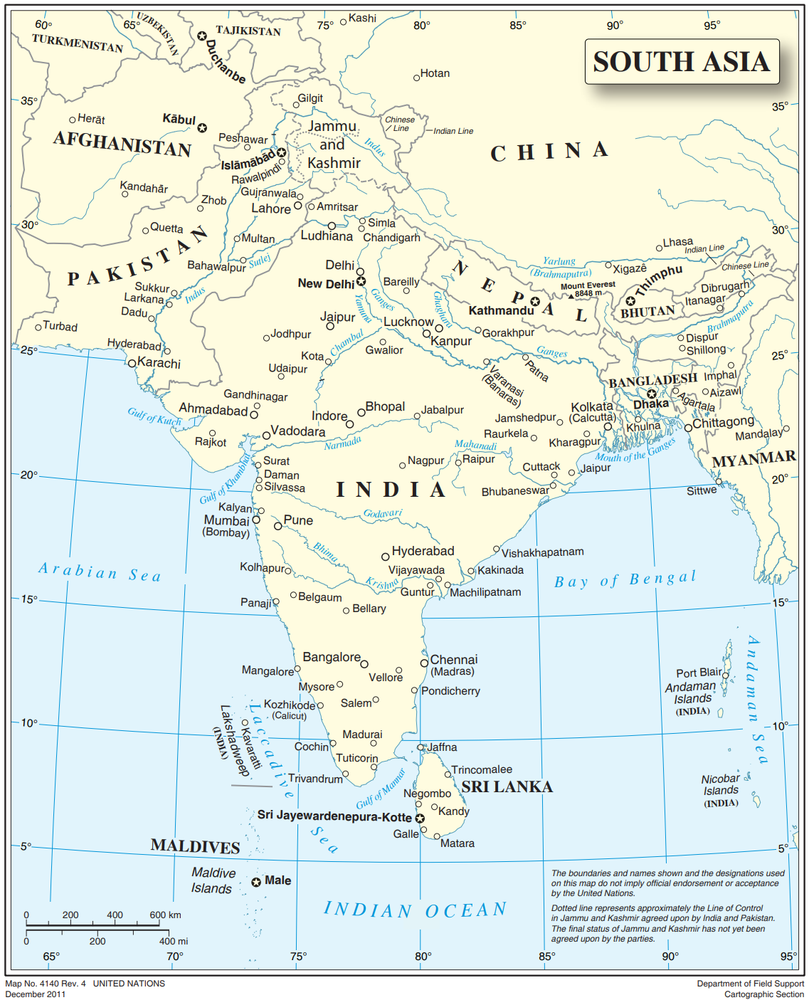 60°
65°
75°
80°
85°
90°
95°
SOUTH ASIA
TURKMENISTAN
UZBEKISTAN
TAJIKISTAN
Duchanbe
Kashi
Hotan
35°
35°
Herāt
Kābul
AFGHANISTAN
Peshawar
Gilgit
Jammu
and
Kashmir
Chinese
Line
Indian Line
Indus
CHINA
Islāmābād
Rawalpindi
Kandahār
Zhob
Gujranwala
Lahore
Amritsar
30°
30°
Quetta
Multan
Ludhiana
Simla
Chandigarh
Lhasa
Indian Line
Chinese Line
PAKISTAN
Bahawalpur
Sutlej
Delhi
New Delhi
Bareilly
NEPAL
Yarlung
(Brahmaputra)
Xigazê
Thimphu
Mount Everest
8848 m
Sukkur
Larkana
Dadu
Indus
Yamuna
Ganges
Ghaghara
Kathmandu
BHUTAN
Dibrugarh
Itanagar
Brahmaputra
Turbad
Jaipur
Lucknow
Kanpur
Gorakhpur
Dispur
Shillong
Hyderabad
Jodhpur
Chambal
Gwalior
Ganges
25°
25°
Karachi
Kota
Udaipur
Varanasi
(Banaras)
Patna
BANGLADESH
Imphal
Gandhinagar
Ahmadabad
Gulf of Kutch
Indore
Bhopal
Jabalpur
Jamshedpur
Kolkata
(Calcutta)
Dhaka
Agartala
Aizawl
Rajkot
Vadodara
Narmada
Raurkela
Kharagpur
Khulna
Chittagong
Mandalay
Mahanadi
Mouth of the Ganges
MYANMAR
20°
20°
Surat
Daman
Silvassa
Gulf of Khambhat
Nagpur
Raipur
Cuttack
Jaipur
Bhubaneswar
Sittwe
INDIA
Kalyan
Mumbai
(Bombay)
Pune
Godavari
Bhima
Hyderabad
Vishakhapatnam
Arabian Sea
Kolhapur
Krishna
Vijayawada
Kakinada
Guntur
Machilipatnam
Bay of Bengal
15°
15°
Panaji
Belgaum
Bellary
Bangalore
Chennai
(Madras)
Mangalore
Vellore
Mysore
Pondicherry
Port Blair
Andaman
Islands
(INDIA)
Andaman Sea
Kozhikode
(Calicut)
Salem
Laccadive Sea
Lakshadweep
(INDIA)
Kavaratti
10°
10°
Cochin
Madurai
Jaffna
Tuticorin
Trivandrum
Gulf of Mannar
Trincomalee
SRI LANKA
Nicobar
Islands
(INDIA)
Negombo
Kandy
Sri Jayewardenepura-Kotte
Galle
Matara
5°
5°
MALDIVES
Maldive
Islands
Male
INDIAN OCEAN
The boundaries and names shown and the designations used
on this map do not imply official endorsement or acceptance
by the United Nations.
Dotted line represents approximately the Line of Control
in Jammu and Kashmir agreed upon by India and Pakistan.
The final status of Jammu and Kashmir has not yet been
agreed upon by the parties.
0 200 400 600 km
0 200 400 mi
65°
70°
75°
80°
85°
90°
95°
Map No. 4140 Rev. 4 UNITED NATIONS
December 2011
Department of Field Support
Cartographic Section